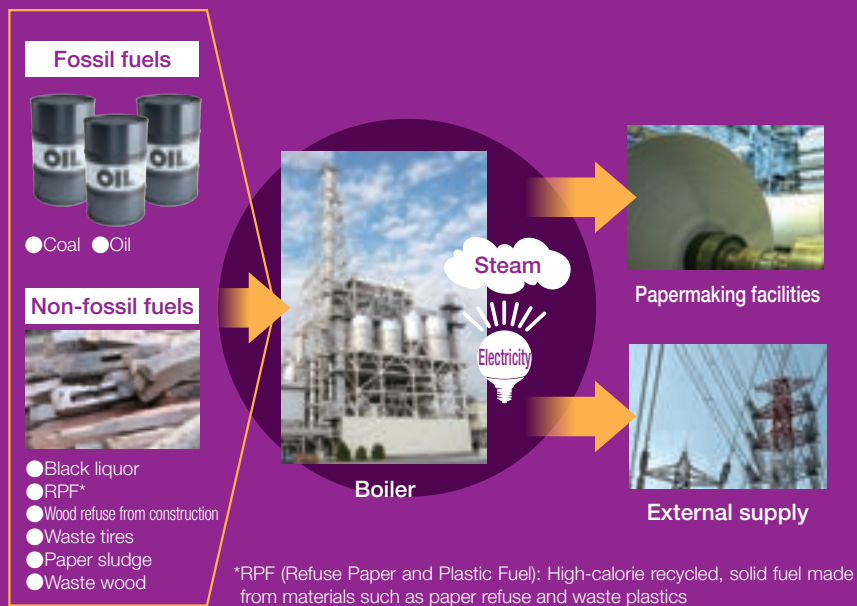 Fossil fuels
OIL
OIL
OIL
●Coal ●Oil
Non-fossil fuels
●Black liquor
●RPF*
●Wood refuse from construction
●Waste tires
●Paper sludge
●Waste wood
Steam
Electricity
Boiler
Papermaking facilities
External supply
*RPF (Refuse Paper and Plastic Fuel): High-calorie recycled, solid fuel made
from materials such as paper refuse and waste plastics